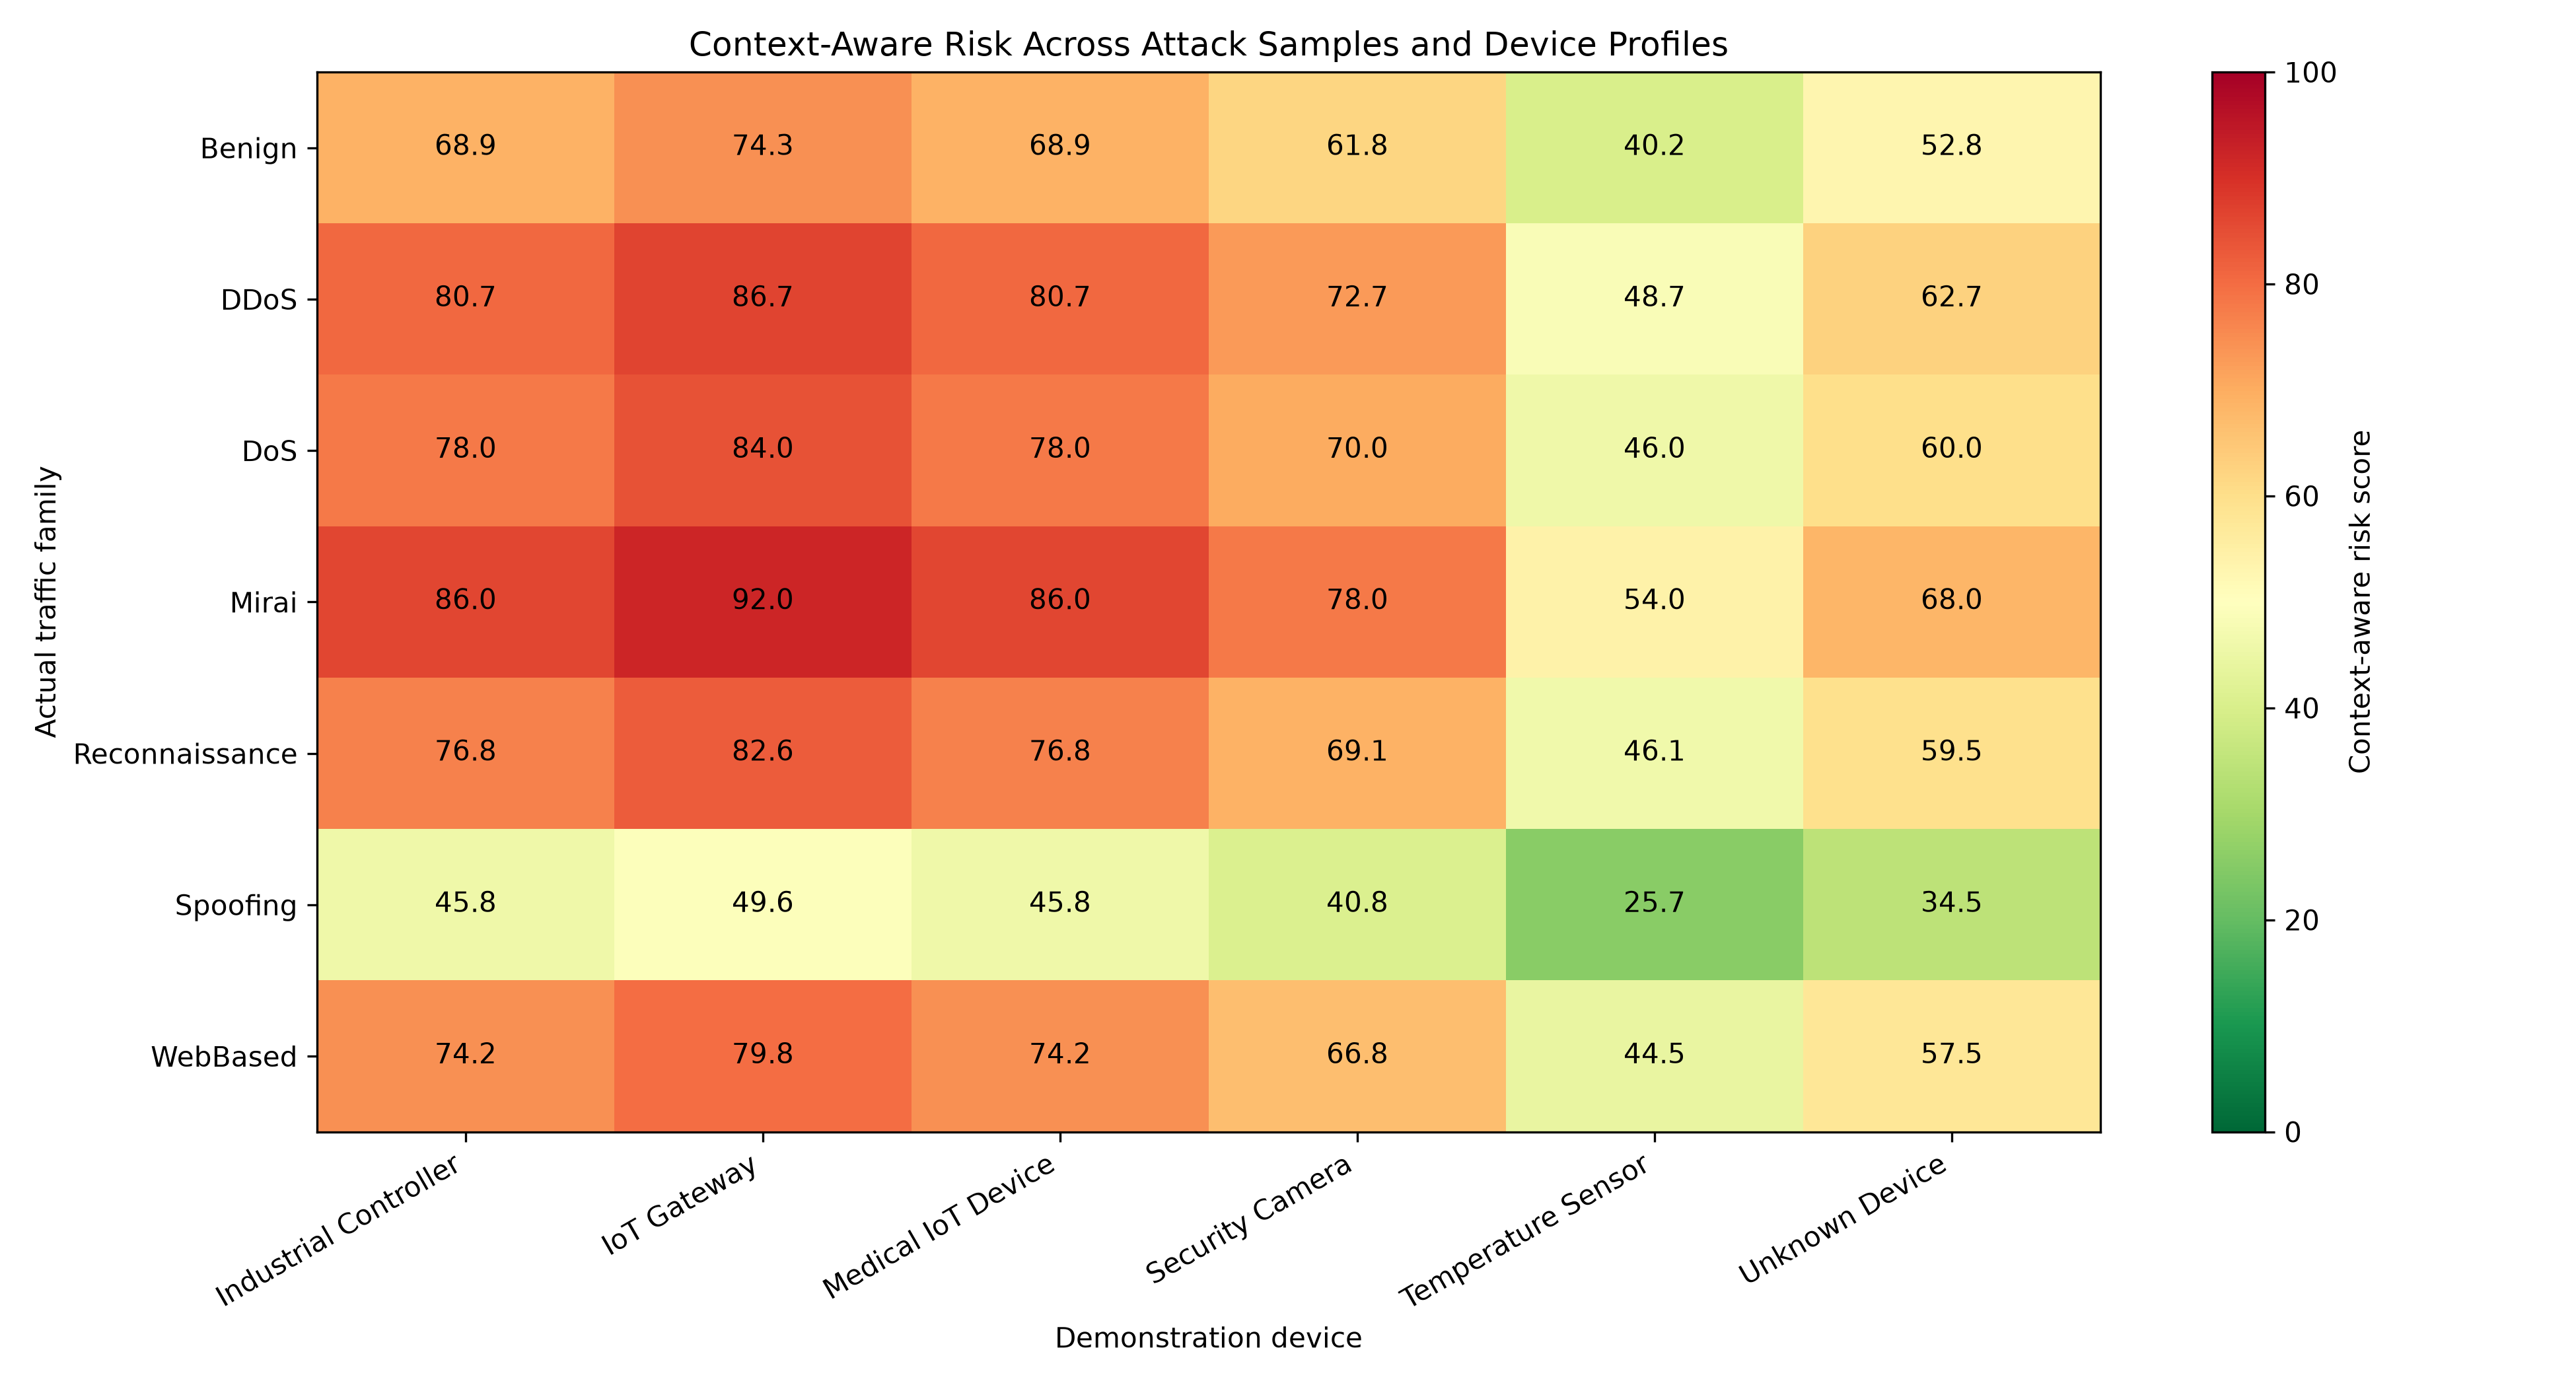 Context-Aware Risk Across Attack Samples and Device Profiles
Actual traffic family
Benign 68.9 74.3 68.9 61.8 40.2 52.8
DDoS 80.7 86.7 80.7 72.7 48.7 62.7
DoS 78.0 84.0 78.0 70.0 46.0 60.0
Mirai 86.0 92.0 86.0 78.0 54.0 68.0
Reconnaissance 76.8 82.6 76.8 69.1 46.1 59.5
Spoofing 45.8 49.6 45.8 40.8 25.7 34.5
WebBased 74.2 79.8 74.2 66.8 44.5 57.5
Industrial Controller
IoT Gateway
Medical IoT Device
Security Camera
Temperature Sensor
Unknown Device
Demonstration device
100
80
60
40
20
0
Context-aware risk score